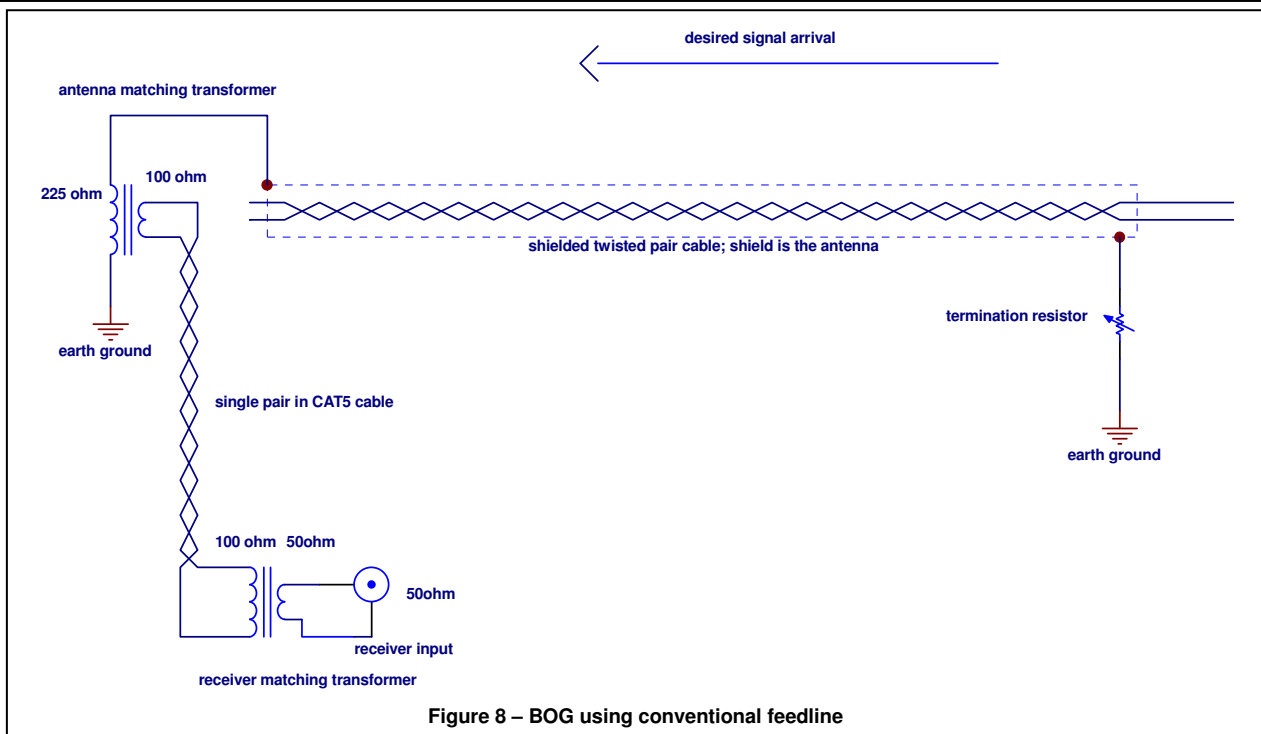 desired signal arrival
antenna matching transformer
225 ohm
100 ohm
shielded twisted pair cable; shield is the antenna
termination resistor
earth ground
single pair in CAT5 cable
earth ground
100 ohm 50ohm
50ohm
receiver input
receiver matching transformer
Figure 8 – BOG using conventional feedline